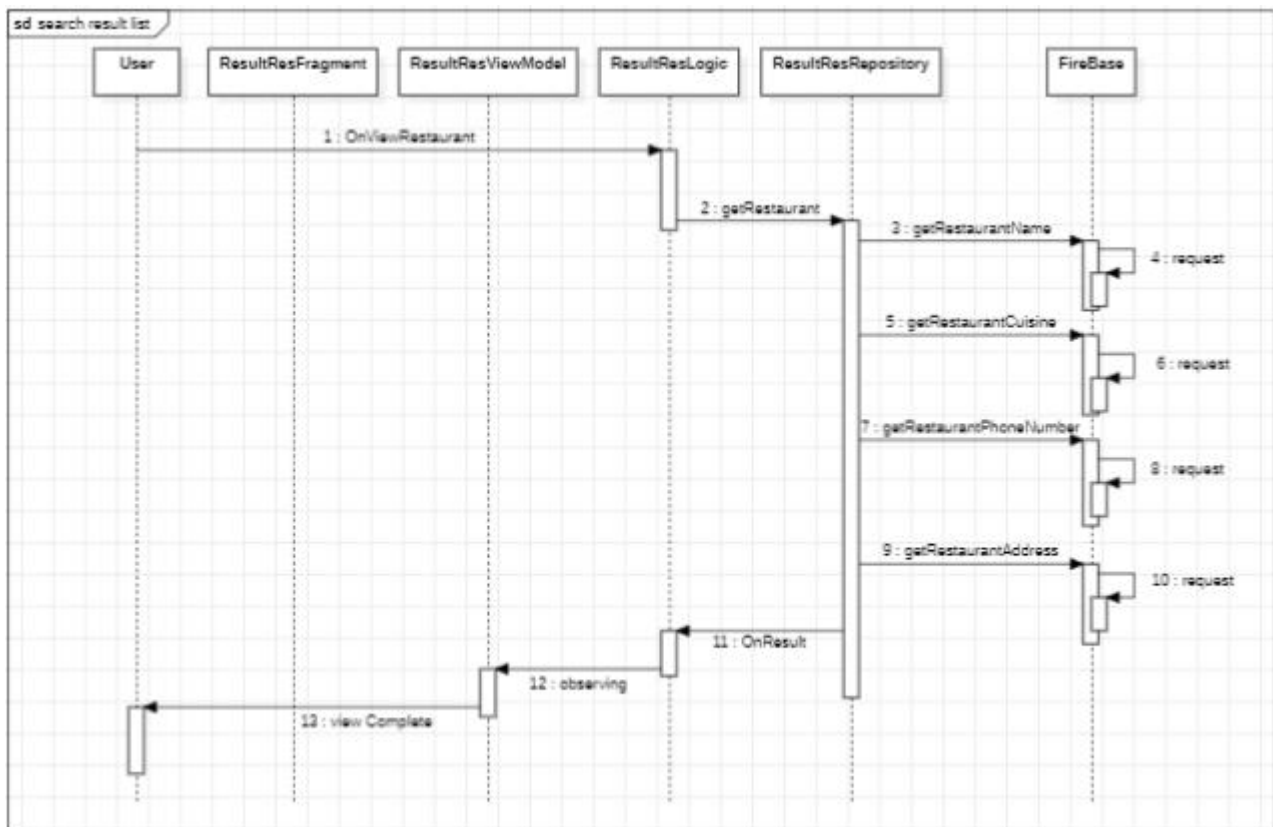 sd search result list
User
ResultResFragment
ResultResViewModel
ResultResLogic
ResultResRepository
FireBase
1 : OnViewRestaurant
2 : getRestaurant
3 : getRestaurantName
4 : request
5 : getRestaurantCuisine
6 : request
7 : getRestaurantPhoneNumber
8 : request
9 : getRestaurantAddress
10 : request
11 : OnResult
12 : observing
13 : view Complete